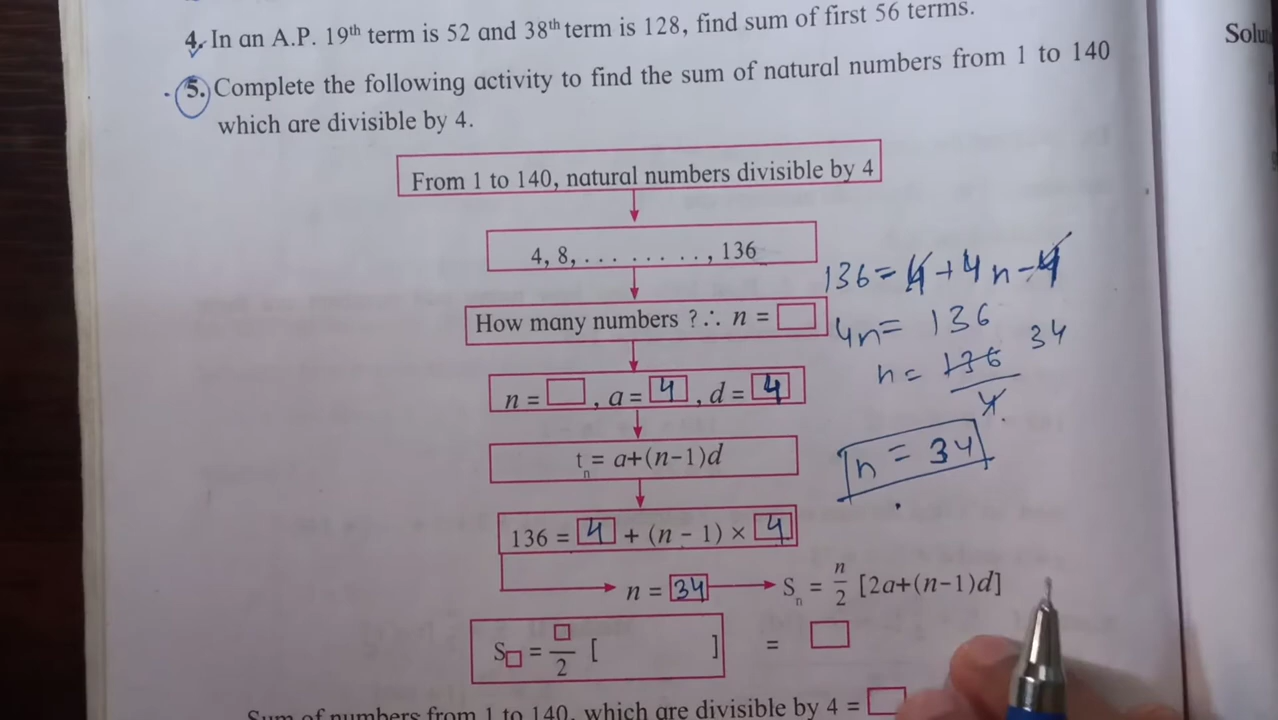 4. In an A.P. 19th term is 52 and 38th term is 128, find sum of first 56 terms.
Solu
5. Complete the following activity to find the sum of natural numbers from 1 to 140
which are divisible by 4.
From 1 to 140, natural numbers divisible by 4
4, 8, . . . . . . . . . , 136
136 = 4 + 4n - 4
How many numbers ? ∴ n = □
4n = 136
n = 136/4 34
n = □ , a = 4 , d = 4
tn = a+(n-1)d
n = 34
136 = 4 + (n - 1) × 4
n = 34 → Sn = n/2 [2a+(n-1)d]
S□ = □/2 [ ] = □
Sum of numbers from 1 to 140, which are divisible by 4 = □